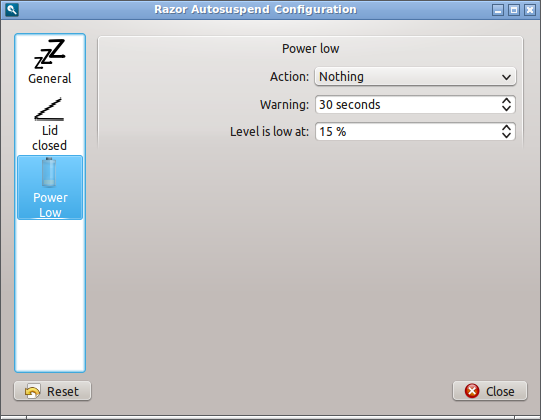 Razor Autosuspend Configuration
General
Lid
closed
Power
Low
Power low
Action: Nothing
Warning: 30 seconds
Level is low at: 15 %
Reset
Close